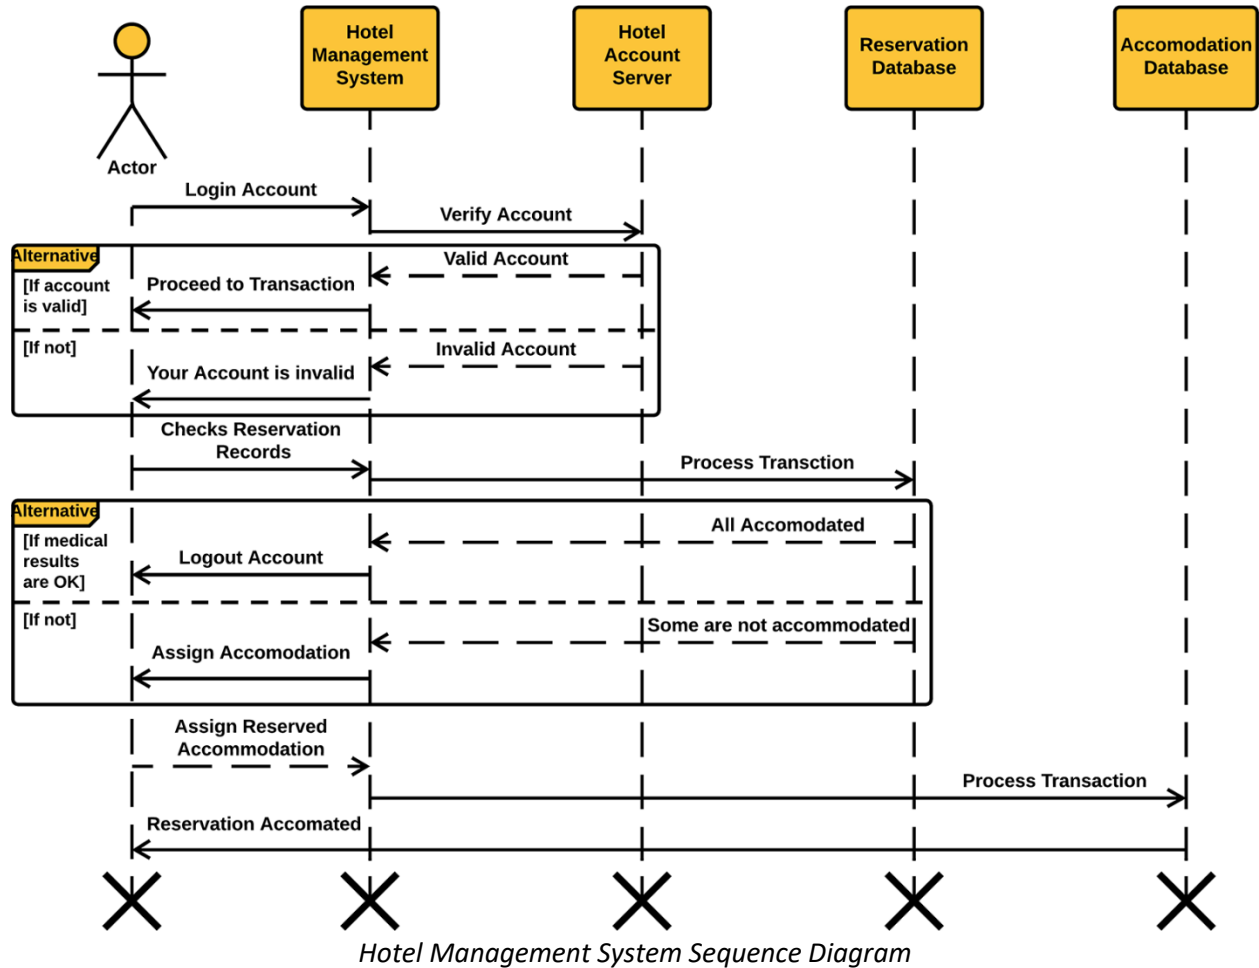 Hotel
Management
System
Hotel
Account
Server
Reservation
Database
Accomodation
Database
Actor
Login Account
Verify Account
Alternative
[If account
is valid]
Valid Account
Proceed to Transaction
[If not]
Invalid Account
Your Account is invalid
Checks Reservation
Records
Process Transction
Alternative
[If medical
results
are OK]
All Accomodated
Logout Account
[If not]
Some are not accommodated
Assign Accomodation
Assign Reserved
Accommodation
Process Transaction
Reservation Accomated
Hotel Management System Sequence Diagram